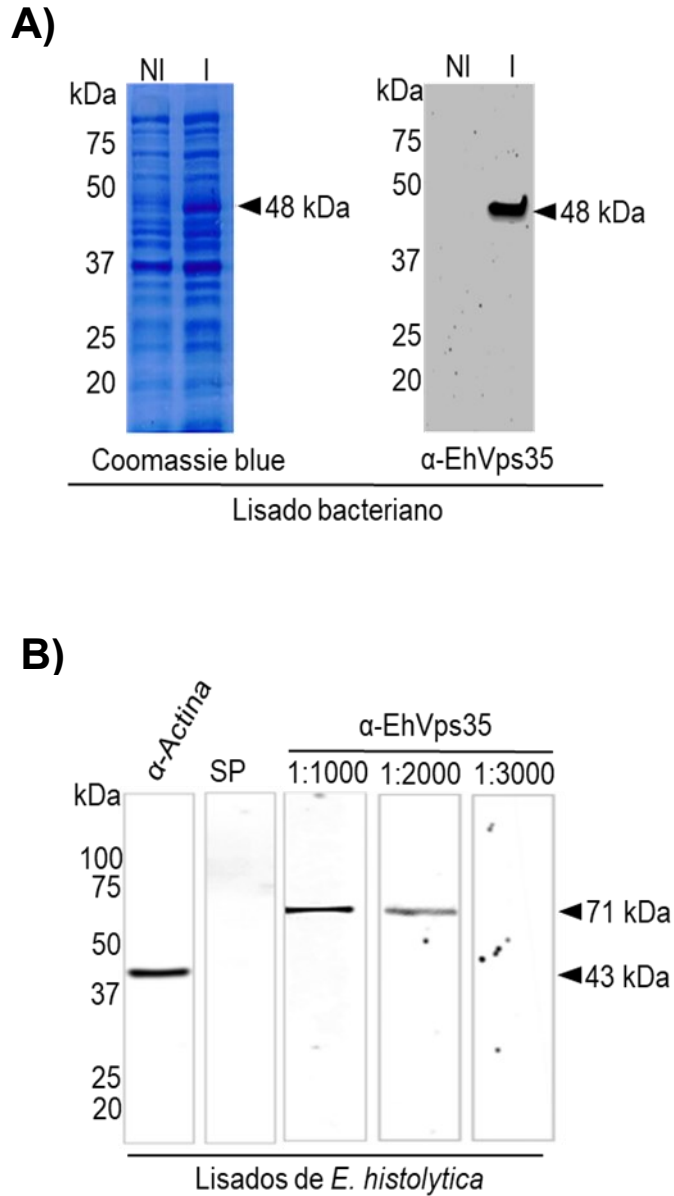 A)
NI I
kDa
75
50
37
25
20
48 kDa
Coomassie blue
NI I
kDa
75
50
37
25
20
48 kDa
α-EhVps35
Lisado bacteriano
B)
α-Actina
SP
α-EhVps35
1:1000 1:2000 1:3000
kDa
100
75
50
37
25
20
71 kDa
43 kDa
Lisados de E. histolytica